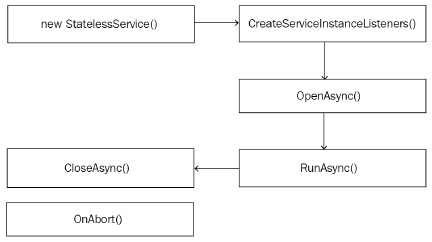 new StatelessService()
CreateServiceInstanceListeners()
OpenAsync()
CloseAsync()
RunAsync()
OnAbort()